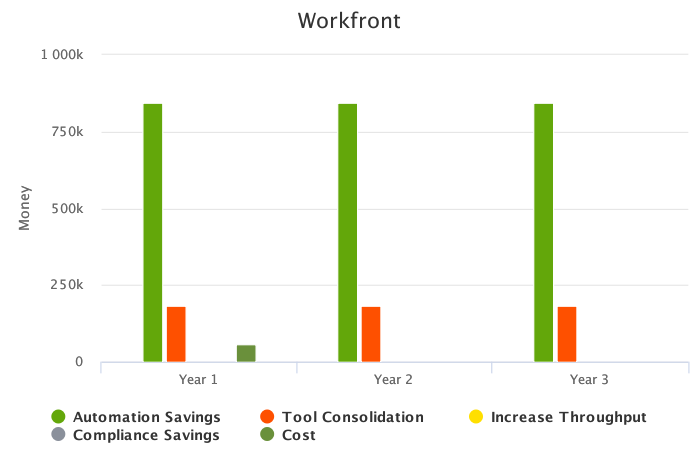 Workfront
1 000k
750k
500k
250k
0
Money
Year 1
Year 2
Year 3
Automation Savings
Tool Consolidation
Increase Throughput
Compliance Savings
Cost